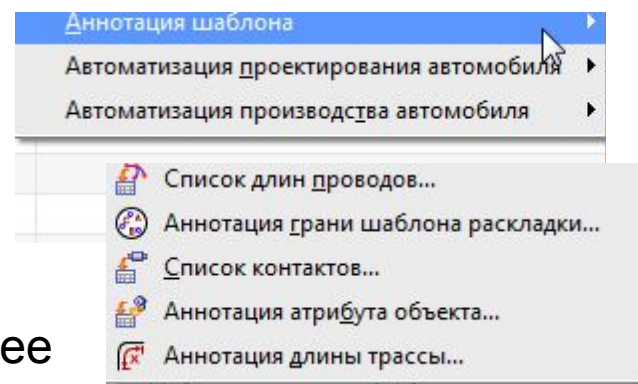 Аннотация шаблона
Автоматизация проектирования автомобиля
Автоматизация производства автомобиля
Список длин проводов...
Аннотация грани шаблона раскладки...
Список контактов...
Аннотация атрибута объекта...
ее
Аннотация длины трассы...